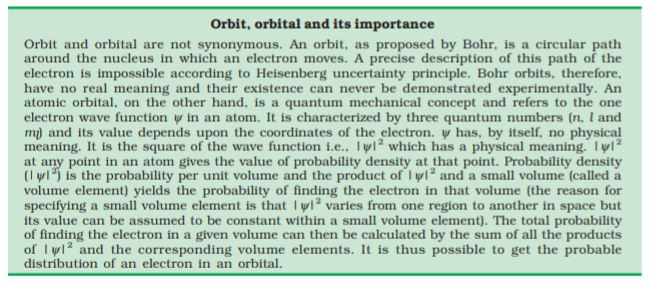 Orbit, orbital and its importance
Orbit and orbital are not synonymous. An orbit, as proposed by Bohr, is a circular path
around the nucleus in which an electron moves. A precise description of this path of the
electron is impossible according to Heisenberg uncertainty principle. Bohr orbits, therefore,
have no real meaning and their existence can never be demonstrated experimentally. An
atomic orbital, on the other hand, is a quantum mechanical concept and refers to the one
electron wave function ψ in an atom. It is characterized by three quantum numbers (n, l and
mₗ) and its value depends upon the coordinates of the electron. ψ has, by itself, no physical
meaning. It is the square of the wave function i.e., |ψ|² which has a physical meaning. |ψ|²
at any point in an atom gives the value of probability density at that point. Probability density
(|ψ|²) is the probability per unit volume and the product of |ψ|² and a small volume (called a
volume element) yields the probability of finding the electron in that volume (the reason for
specifying a small volume element is that |ψ|² varies from one region to another in space but
its value can be assumed to be constant within a small volume element). The total probability
of finding the electron in a given volume can then be calculated by the sum of all the products
of |ψ|² and the corresponding volume elements. It is thus possible to get the probable
distribution of an electron in an orbital.